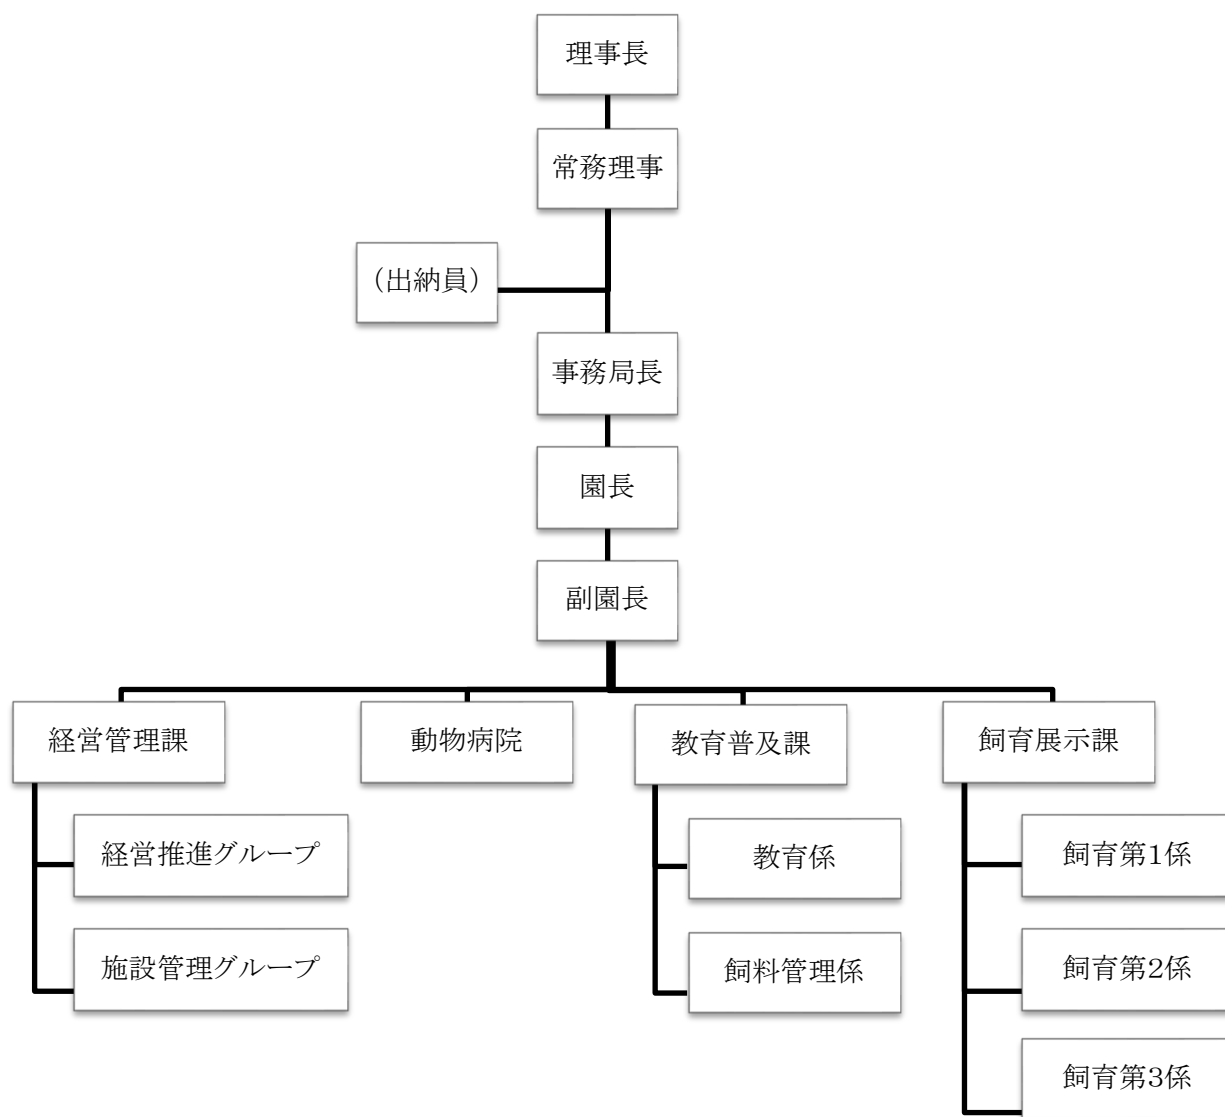 理事長
常務理事
（出納員）
事務局長
園長
副園長
経営管理課
動物病院
教育普及課
飼育展示課
経営推進グループ
教育係
飼育第1係
施設管理グループ
飼料管理係
飼育第2係
飼育第3係